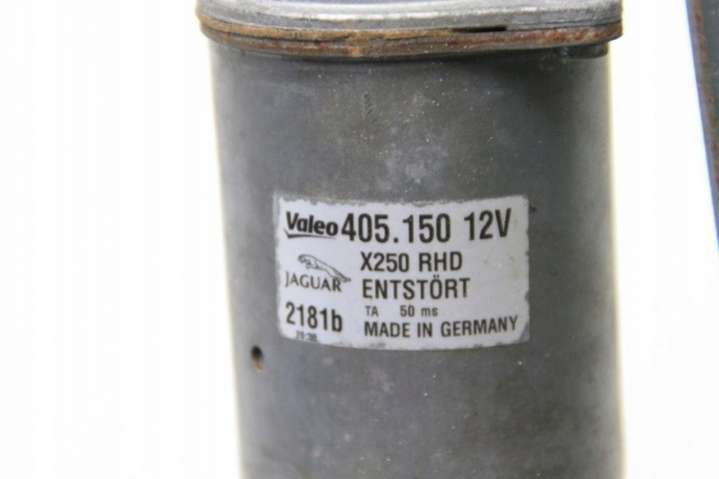 Valeo 405.150 12V
X250 RHD
JAGUAR ENTSTÖRT
TA 50 ms
2181b MADE IN GERMANY